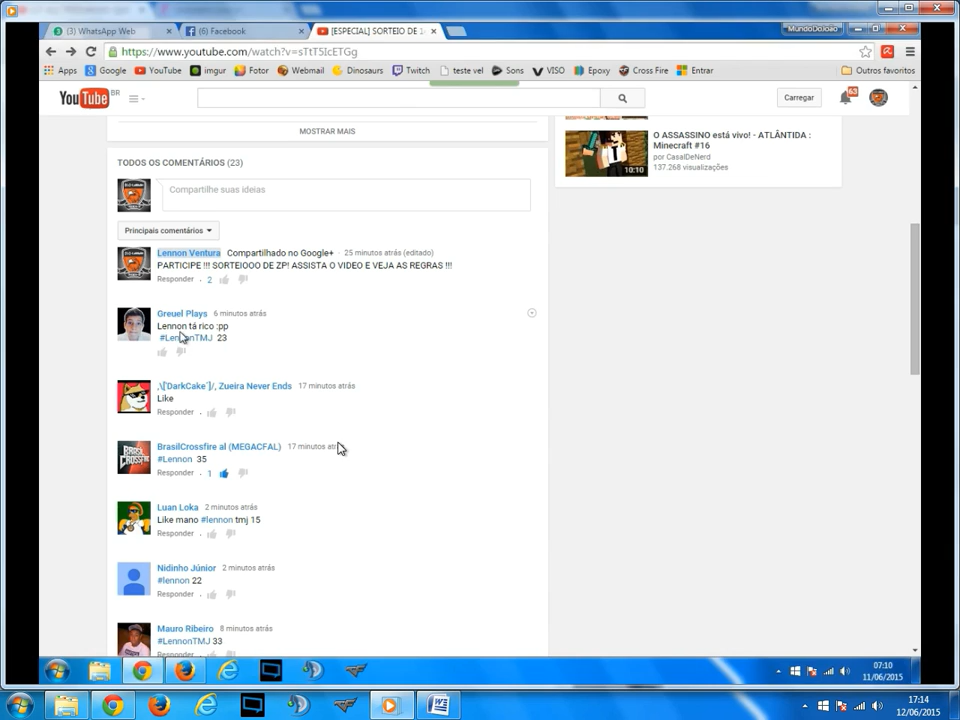 (3) WhatsApp Web
(6) Facebook
[ESPECIAL] SORTEIO DE 1
MundoDoJoão
https://www.youtube.com/watch?v=sTtT5IcETGg
Apps
Google
YouTube
imgur
Fotor
Webmail
Dinosaurs
Twitch
teste vel
Sons
VISO
Epoxy
Cross Fire
Entrar
Outros favoritos
YouTube BR
Carregar
63
MOSTRAR MAIS
O ASSASSINO está vivo! - ATLÂNTIDA :
Minecraft #16
por CasalDeNerd
137.268 visualizações
10:10
TODOS OS COMENTÁRIOS (23)
Compartilhe suas ideias
Principais comentários
Lennon Ventura Compartilhado no Google+ · 25 minutos atrás (editado)
PARTICIPE !!! SORTEIOOO DE ZP! ASSISTA O VIDEO E VEJA AS REGRAS !!!
Responder · 2
Greuel Plays 6 minutos atrás
Lennon tá rico :pp
#LennonTMJ 23
,\['DarkCake´]/, Zueira Never Ends 17 minutos atrás
Like
Responder ·
BrasilCrossfire al (MEGACFAL) 17 minutos atrás
#Lennon 35
Responder · 1
Luan Loka 2 minutos atrás
Like mano #lennon tmj 15
Responder ·
Nidinho Júnior 2 minutos atrás
#lennon 22
Responder ·
Mauro Ribeiro 8 minutos atrás
#LennonTMJ 33
Responder ·
07:10
11/06/2015
17:14
12/06/2015